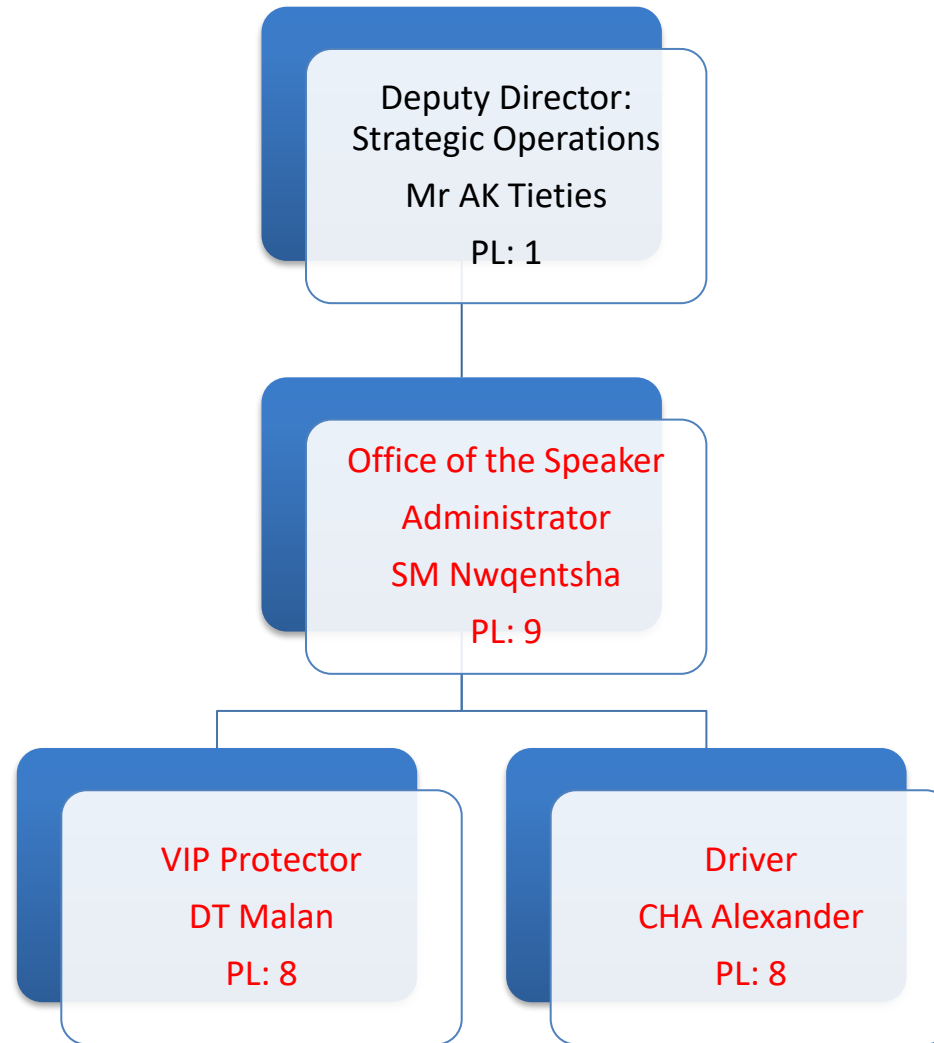 Deputy Director:
Strategic Operations
Mr AK Tieties
PL: 1
Office of the Speaker
Administrator
SM Nwqentsha
PL: 9
VIP Protector
DT Malan
PL: 8
Driver
CHA Alexander
PL: 8